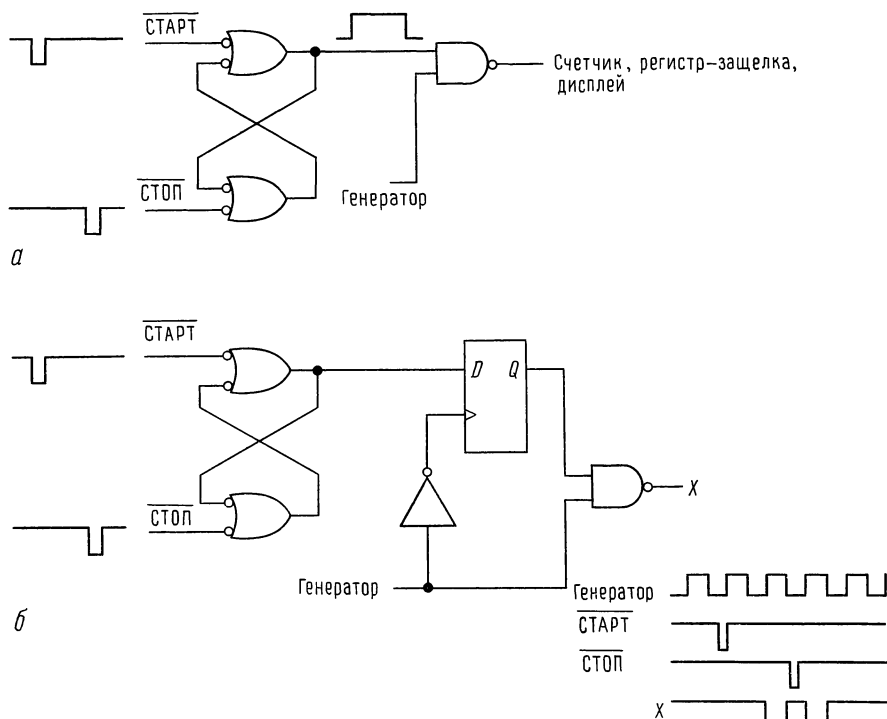 СТАРТ
Счетчик, регистр-защелка,
дисплей
СТОП
Генератор
а
СТАРТ
D Q
X
СТОП
Генератор
б
Генератор
СТАРТ
СТОП
X